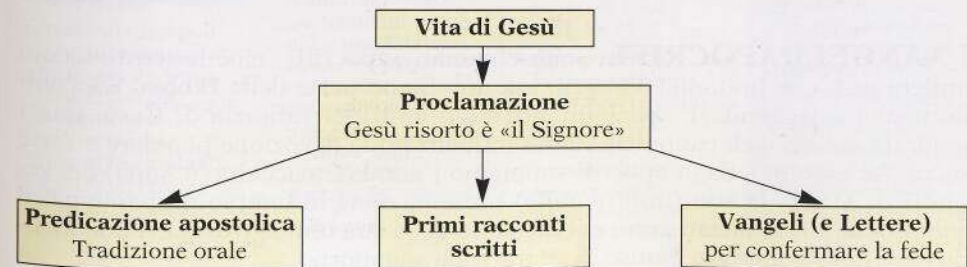 Vita di Gesù
Proclamazione
Gesù risorto è «il Signore»
Predicazione apostolica
Tradizione orale
Primi racconti
scritti
Vangeli (e Lettere)
per confermare la fede